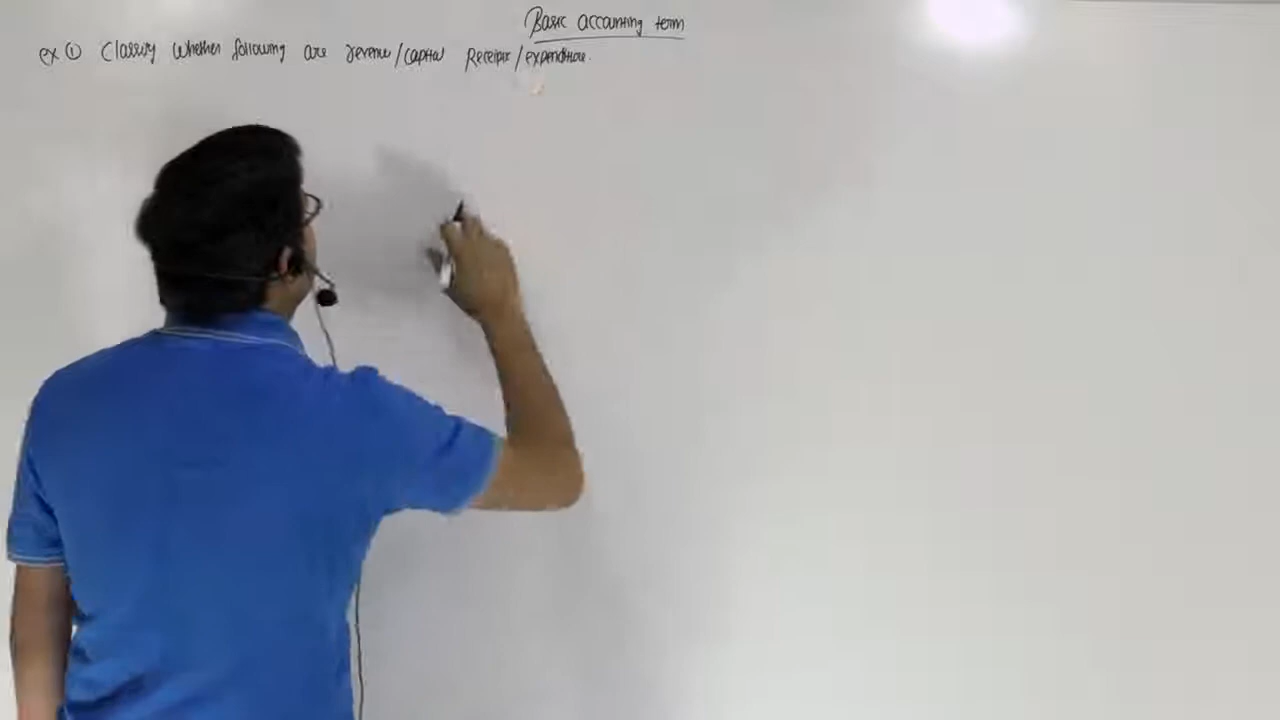 Basic accounting term
ex ① Classify whether following are revenue/capital Receipt/expenditure.